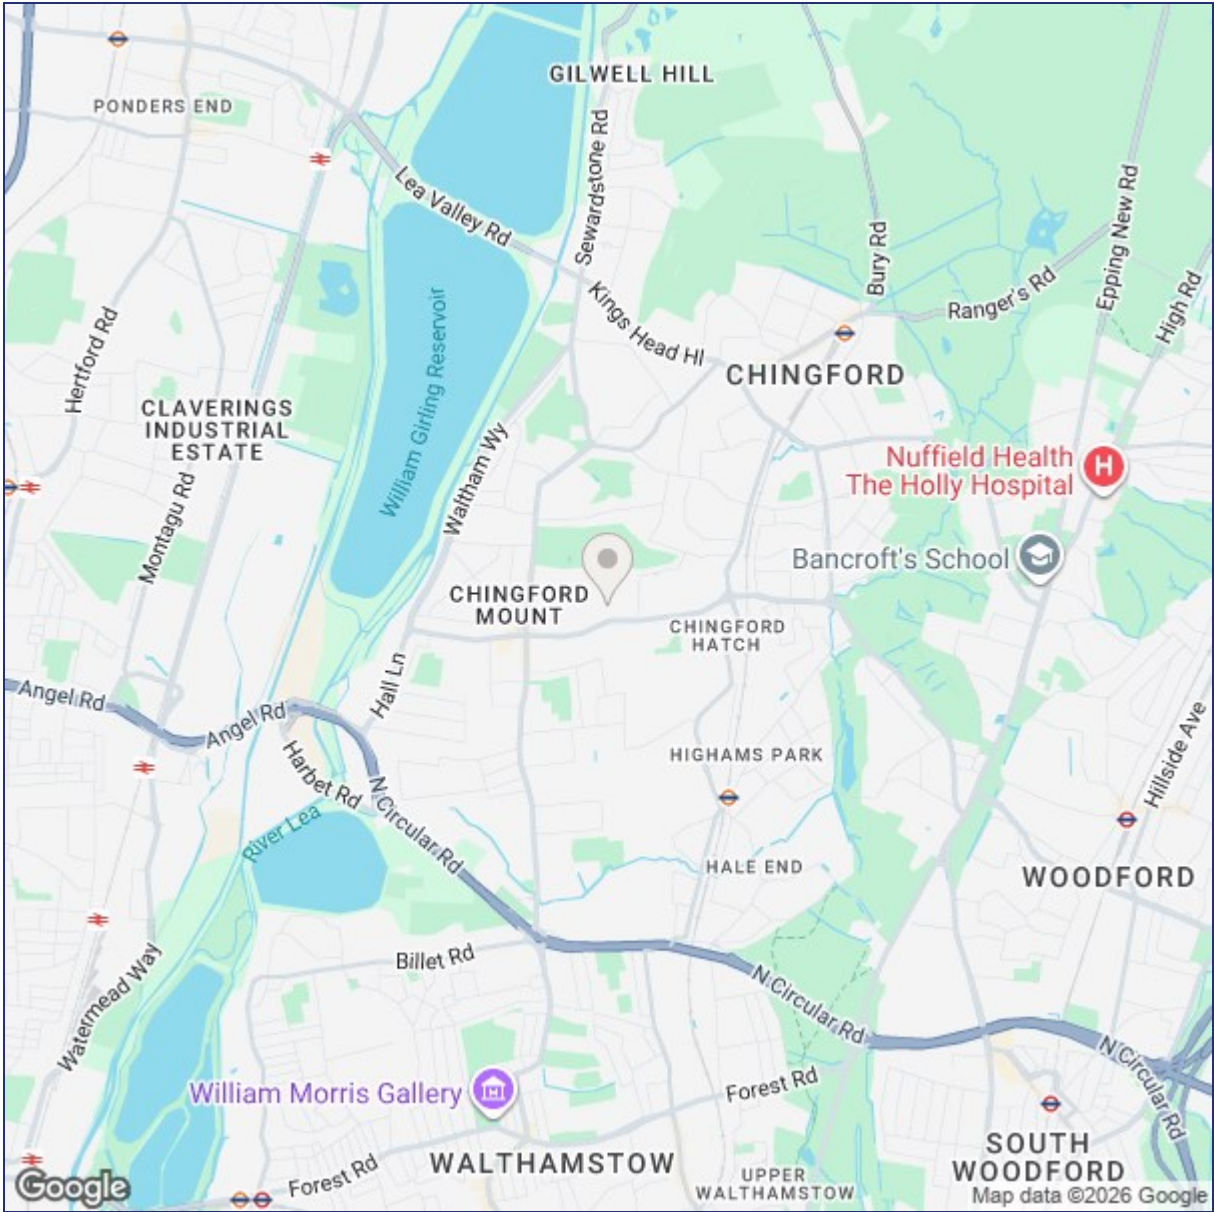 GILWELL HILL
PONDERS END
Lea Valley Rd
Sewardstone Rd
Bury Rd
Epping New Rd
Ranger's Rd
High Rd
Kings Head Hl
Hertford Rd
William Girling Reservoir
CHINGFORD
CLAVERINGS
INDUSTRIAL
ESTATE
Waltham Wy
Nuffield Health
The Holly Hospital
H
Montagu Rd
Bancroft's School
CHINGFORD
MOUNT
CHINGFORD
HATCH
Hall Ln
Angel Rd
Angel Rd
Harbet Rd
HIGHAMS PARK
Hillside Ave
N Circular Rd
River Lea
HALE END
WOODFORD
Billet Rd
Watermead Way
N Circular Rd
N Circular Rd
William Morris Gallery
Forest Rd
Forest Rd
WALTHAMSTOW
UPPER
WALTHAMSTOW
SOUTH
WOODFORD
Google
Map data ©2026 Google